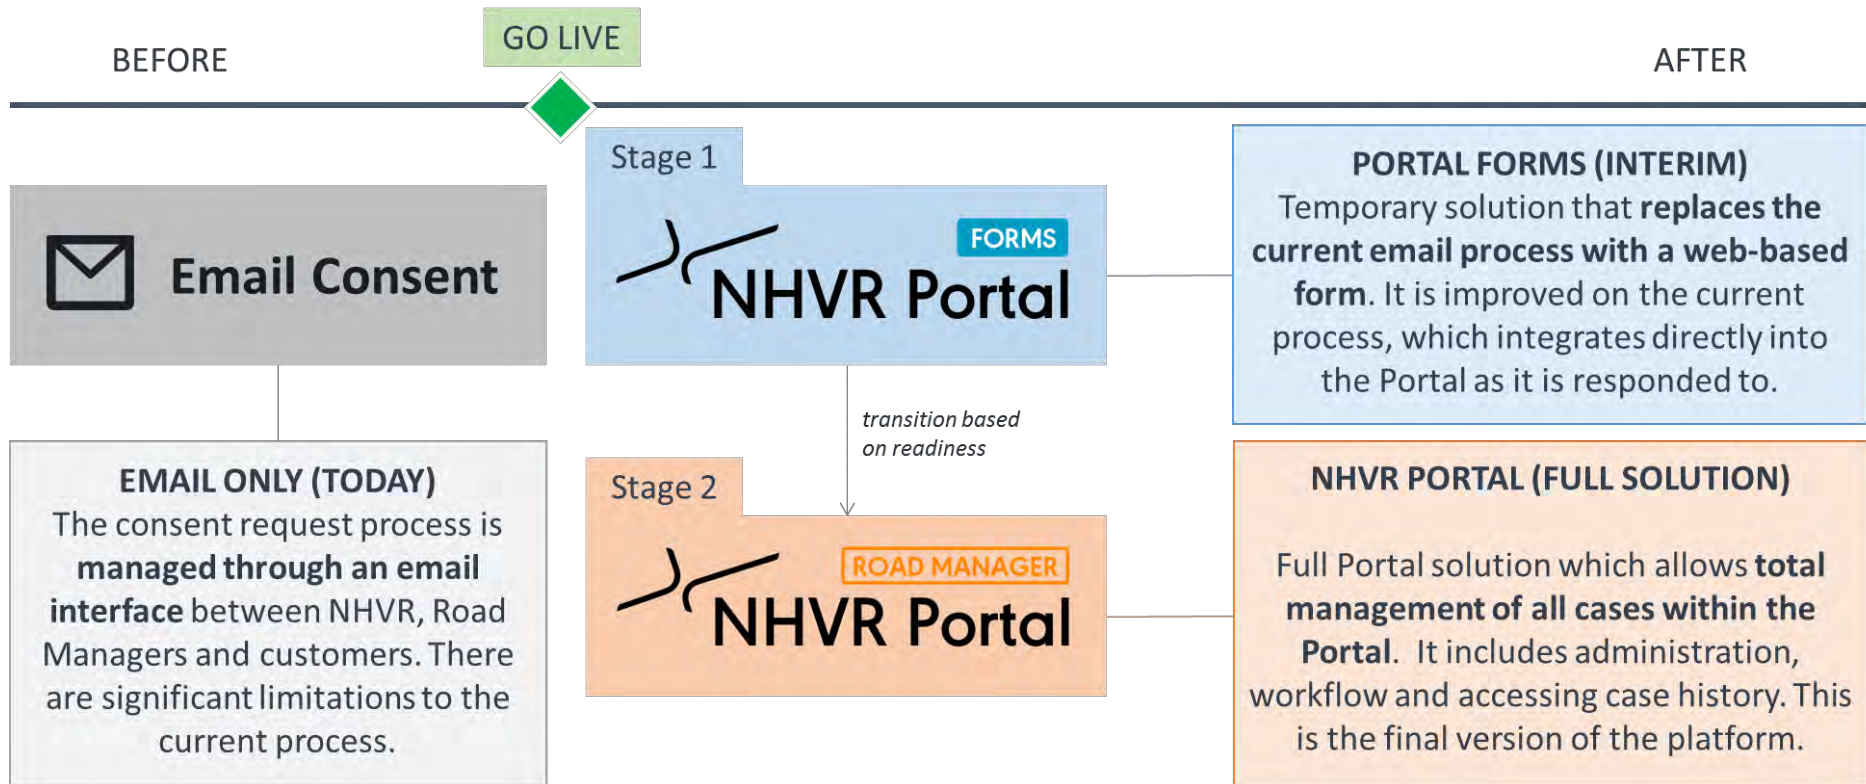 BEFORE
GO LIVE
AFTER
Email Consent
EMAIL ONLY (TODAY)
The consent request process is
managed through an email
interface between NHVR, Road
Managers and customers. There
are significant limitations to the
current process.
Stage 1
FORMS
NHVR Portal
transition based
on readiness
Stage 2
ROAD MANAGER
NHVR Portal
PORTAL FORMS (INTERIM)
Temporary solution that replaces the
current email process with a web-based
form. It is improved on the current
process, which integrates directly into
the Portal as it is responded to.
NHVR PORTAL (FULL SOLUTION)
Full Portal solution which allows total
management of all cases within the
Portal. It includes administration,
workflow and accessing case history. This
is the final version of the platform.